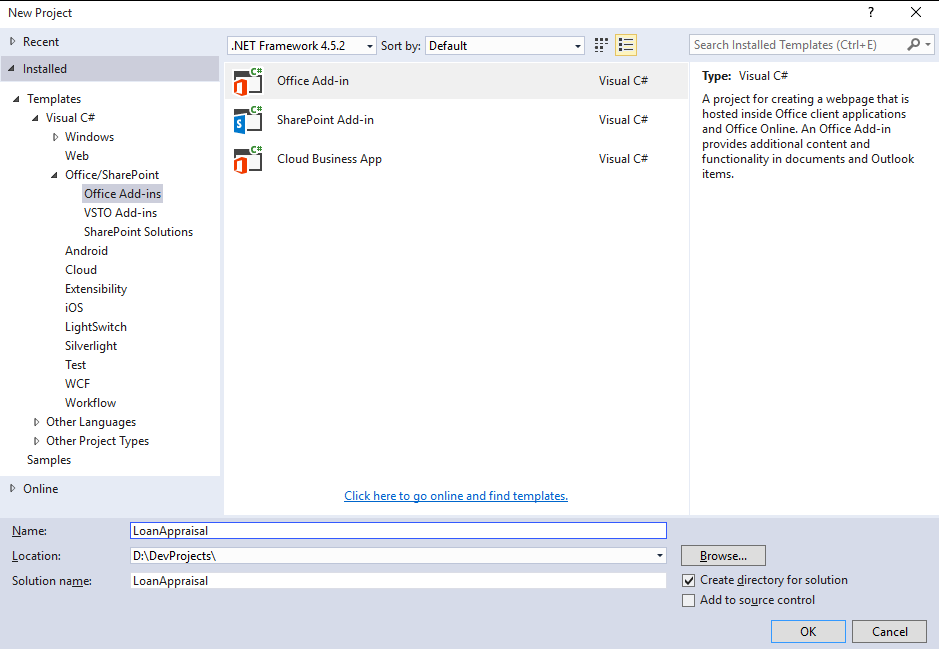 New Project
?
Recent
Installed
Templates
Visual C#
Windows
Web
Office/SharePoint
Office Add-ins
VSTO Add-ins
SharePoint Solutions
Android
Cloud
Extensibility
iOS
LightSwitch
Silverlight
Test
WCF
Workflow
Other Languages
Other Project Types
Samples
Online
.NET Framework 4.5.2 Sort by: Default
C# Office Add-in Visual C#
C# SharePoint Add-in Visual C#
C# Cloud Business App Visual C#
Click here to go online and find templates.
Search Installed Templates (Ctrl+E)
Type: Visual C#
A project for creating a webpage that is
hosted inside Office client applications
and Office Online. An Office Add-in
provides additional content and
functionality in documents and Outlook
items.
Name: LoanAppraisal
Location: D:\DevProjects\ Browse...
Solution name: LoanAppraisal
Create directory for solution
Add to source control
OK Cancel